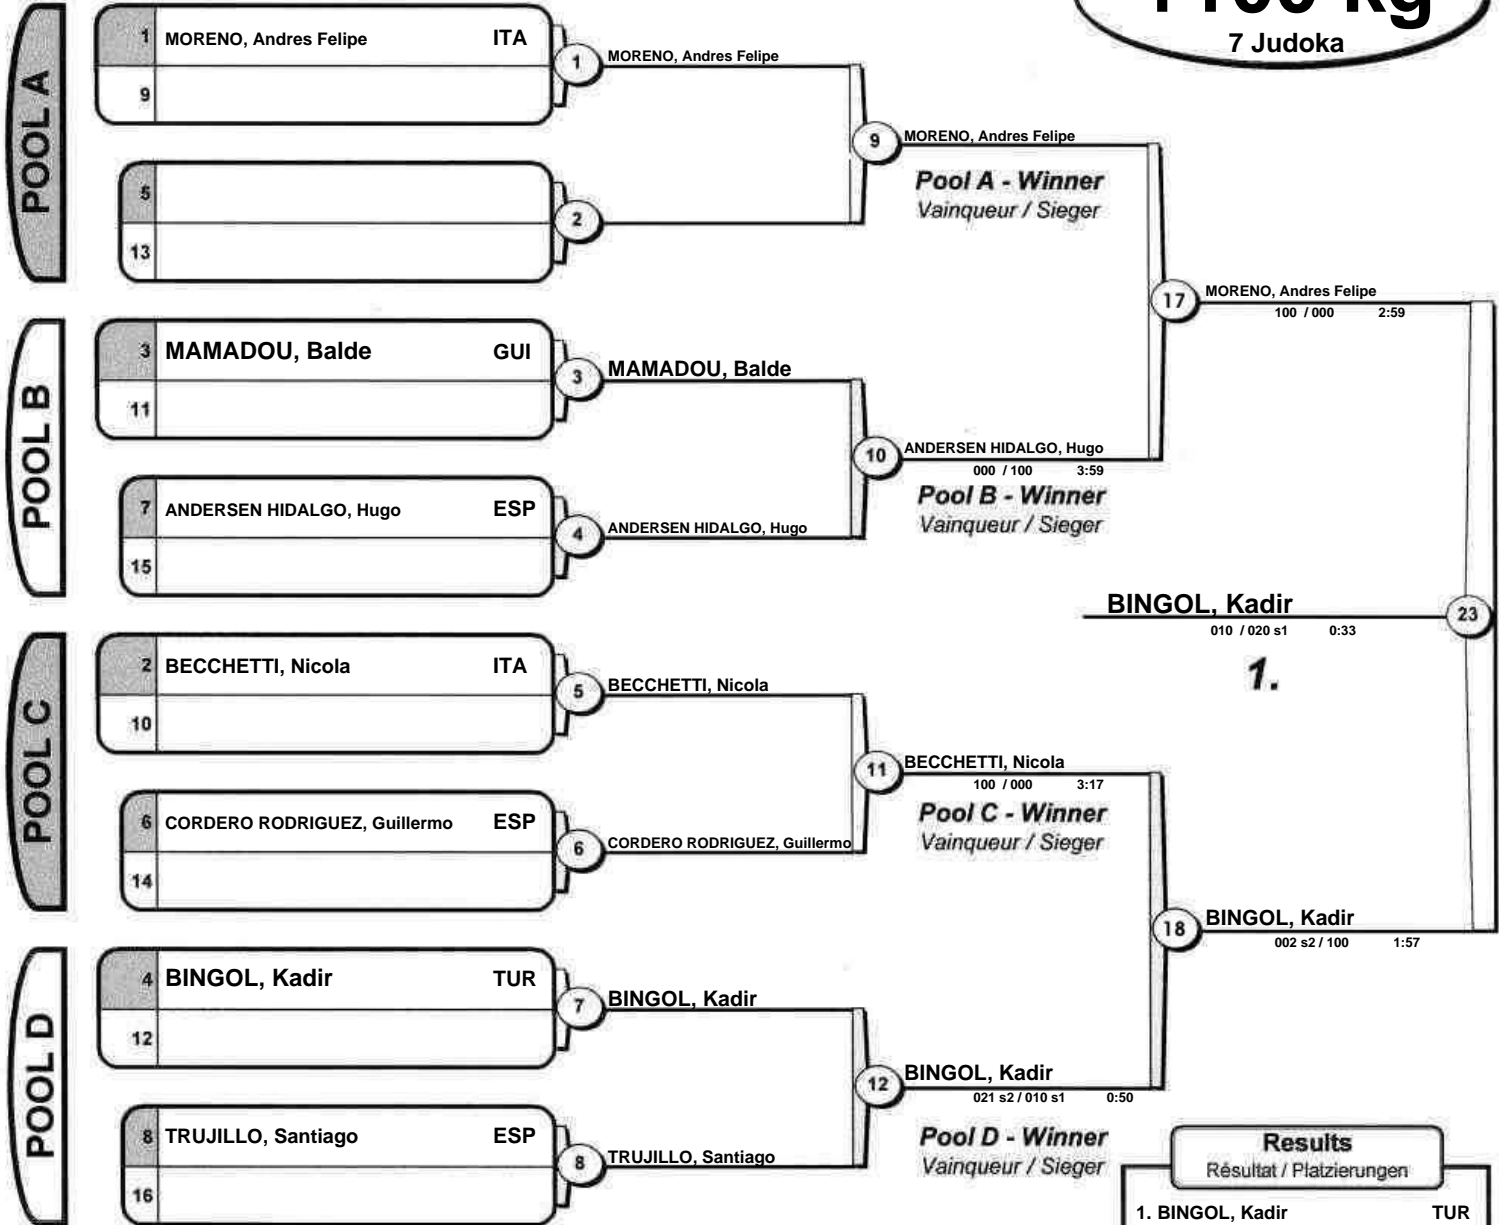 7 Judoka
POOL A
1 MORENO, Andres Felipe ITA
9
1 MORENO, Andres Felipe
5
13
2
9 MORENO, Andres Felipe
Pool A - Winner
Vainqueur / Sieger
POOL B
3 MAMADOU, Balde GUI
11
3 MAMADOU, Balde
7 ANDERSEN HIDALGO, Hugo ESP
15
4 ANDERSEN HIDALGO, Hugo
10 ANDERSEN HIDALGO, Hugo
000 / 100 3:59
Pool B - Winner
Vainqueur / Sieger
17 MORENO, Andres Felipe
100 / 000 2:59
BINGOL, Kadir 23
010 / 020 s1 0:33
1.
POOL C
2 BECCHETTI, Nicola ITA
10
5 BECCHETTI, Nicola
6 CORDERO RODRIGUEZ, Guillermo ESP
14
6 CORDERO RODRIGUEZ, Guillermo
11 BECCHETTI, Nicola
100 / 000 3:17
Pool C - Winner
Vainqueur / Sieger
POOL D
4 BINGOL, Kadir TUR
12
7 BINGOL, Kadir
8 TRUJILLO, Santiago ESP
16
8 TRUJILLO, Santiago
12 BINGOL, Kadir
021 s2 / 010 s1 0:50
Pool D - Winner
Vainqueur / Sieger
18 BINGOL, Kadir
002 s2 / 100 1:57
Results
Résultat / Platzierungen
1. BINGOL, Kadir TUR